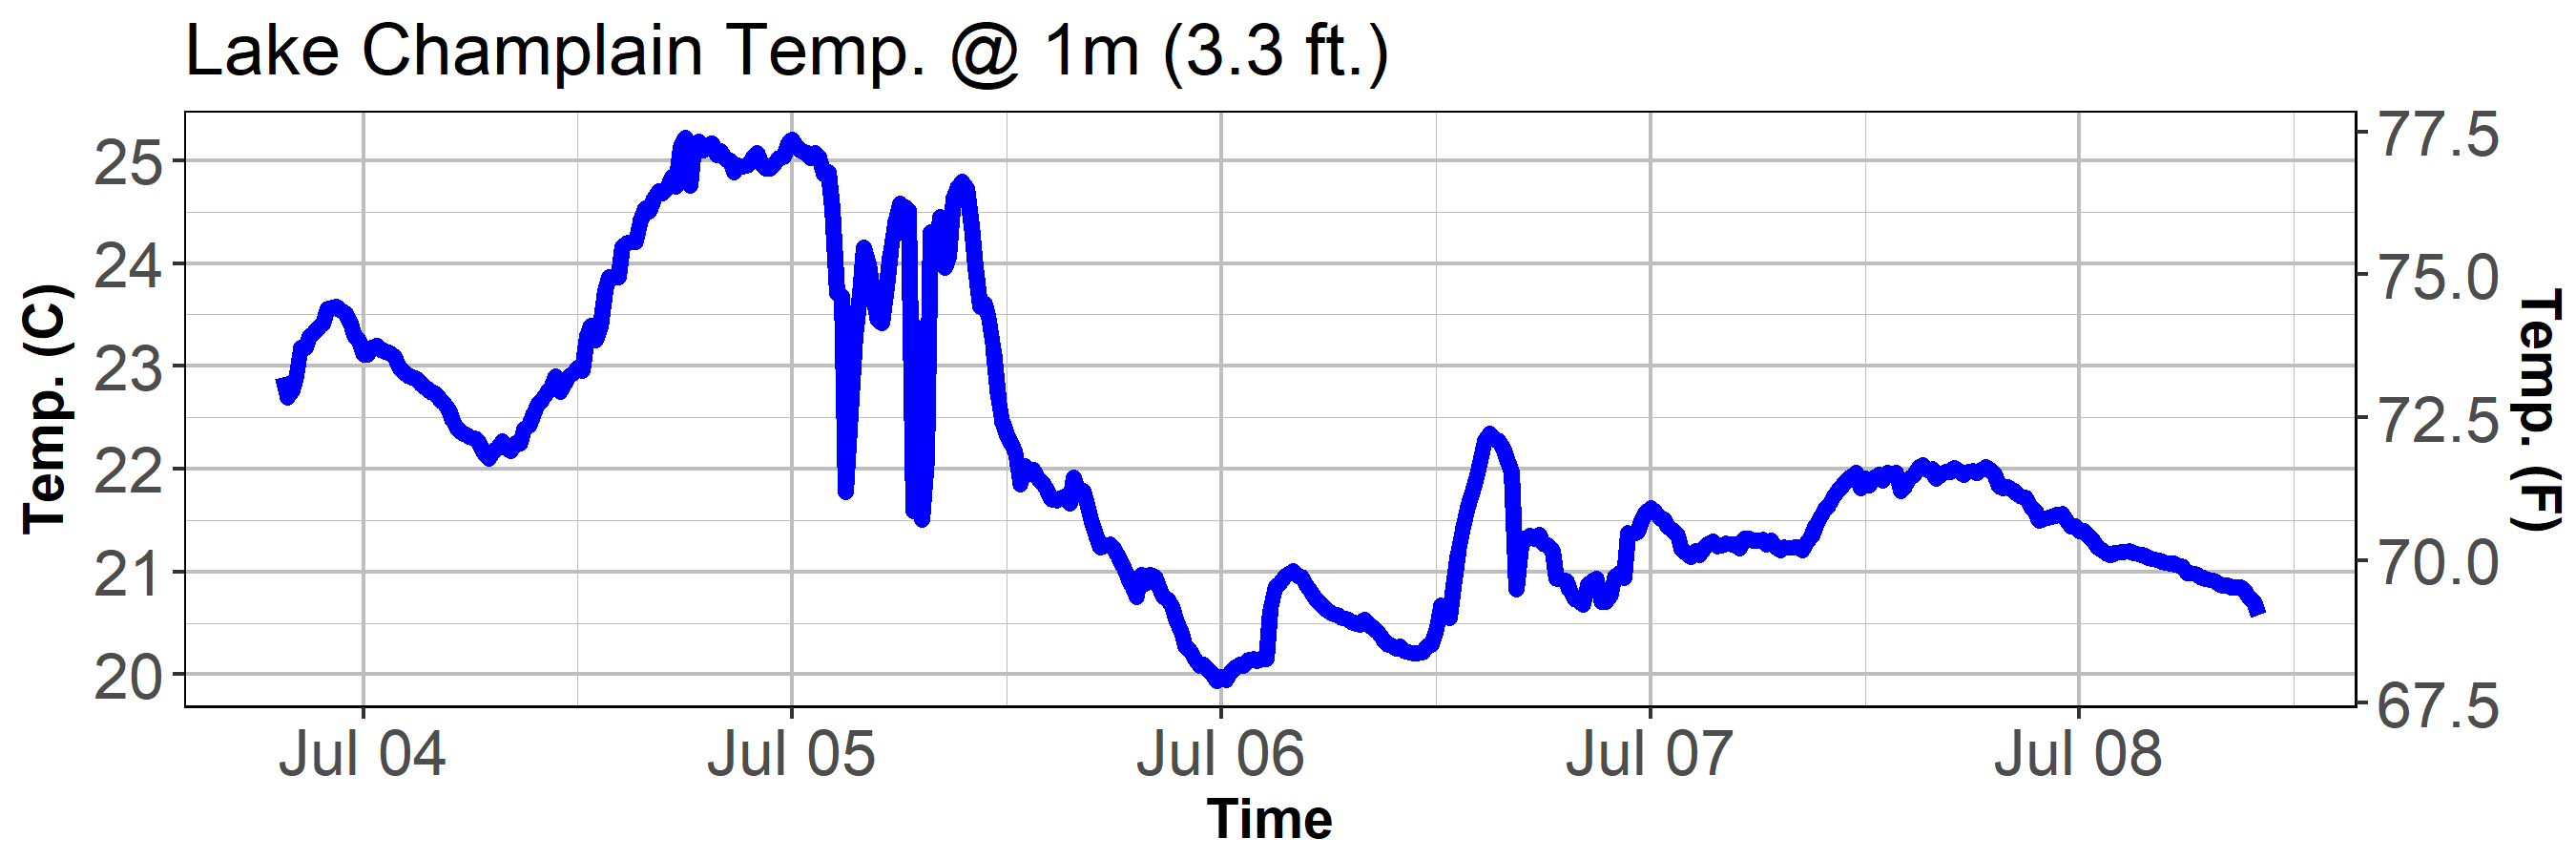 Lake Champlain Temp. @ 1m (3.3 ft.)
Temp. (C)
25
24
23
22
21
20
77.5
75.0
72.5
70.0
67.5
Temp. (F)
Jul 04 Jul 05 Jul 06 Jul 07 Jul 08
Time